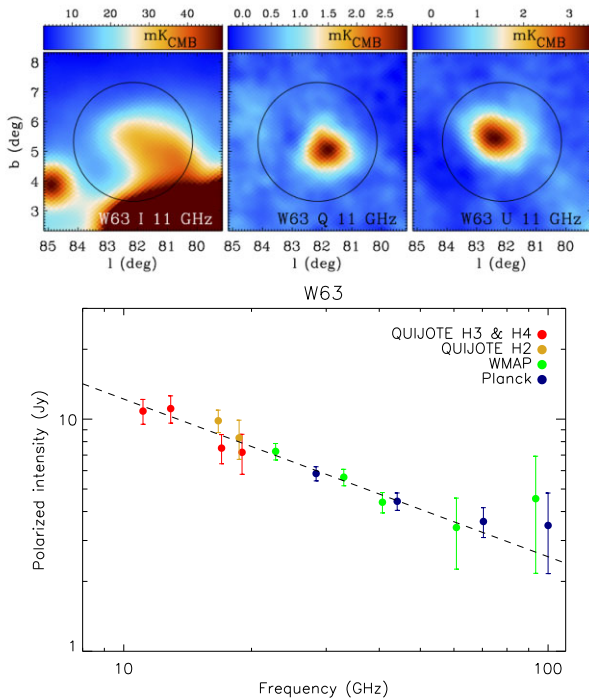 10 20 30 40
0.0 0.5 1.0 1.5 2.0 2.5
0 1 2 3
mK_CMB
mK_CMB
mK_CMB
8
7
6
5
4
3
b (deg)
W63 I 11 GHz
W63 Q 11 GHz
W63 U 11 GHz
85 84 83 82 81 80
85 84 83 82 81 80
85 84 83 82 81 80
l (deg)
l (deg)
l (deg)
W63
QUIJOTE H3 & H4
QUIJOTE H2
WMAP
Planck
Polarized intensity (Jy)
10
1
10 100
Frequency (GHz)